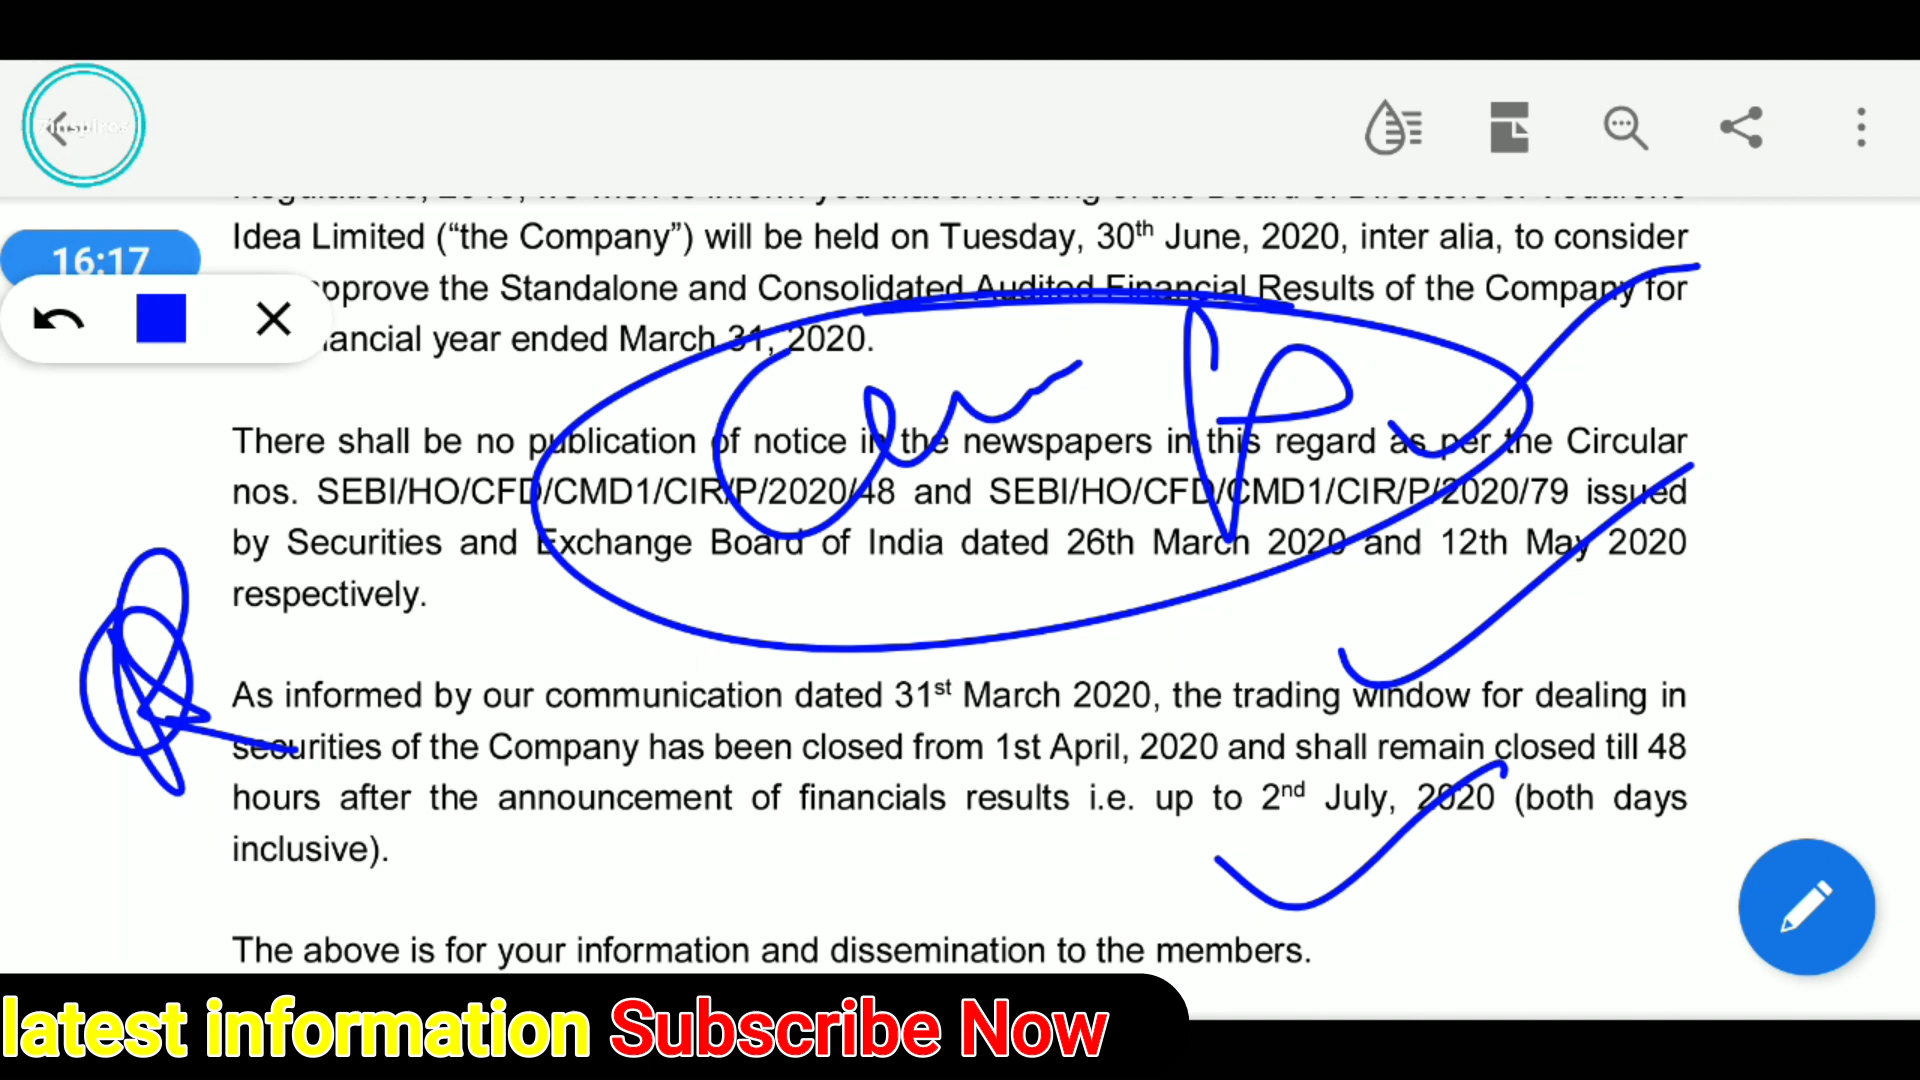 Idea Limited (“the Company”) will be held on Tuesday, 30th June, 2020, inter alia, to consider
16:17
approve the Standalone and Consolidated Audited Financial Results of the Company for
ancial year ended March 31, 2020.
There shall be no publication of notice in the newspapers in this regard as per the Circular
nos. SEBI/HO/CFD/CMD1/CIR/P/2020/48 and SEBI/HO/CFD/CMD1/CIR/P/2020/79 issued
by Securities and Exchange Board of India dated 26th March 2020 and 12th May 2020
respectively.
As informed by our communication dated 31st March 2020, the trading window for dealing in
securities of the Company has been closed from 1st April, 2020 and shall remain closed till 48
hours after the announcement of financials results i.e. up to 2nd July, 2020 (both days
inclusive).
The above is for your information and dissemination to the members.
latest information Subscribe Now